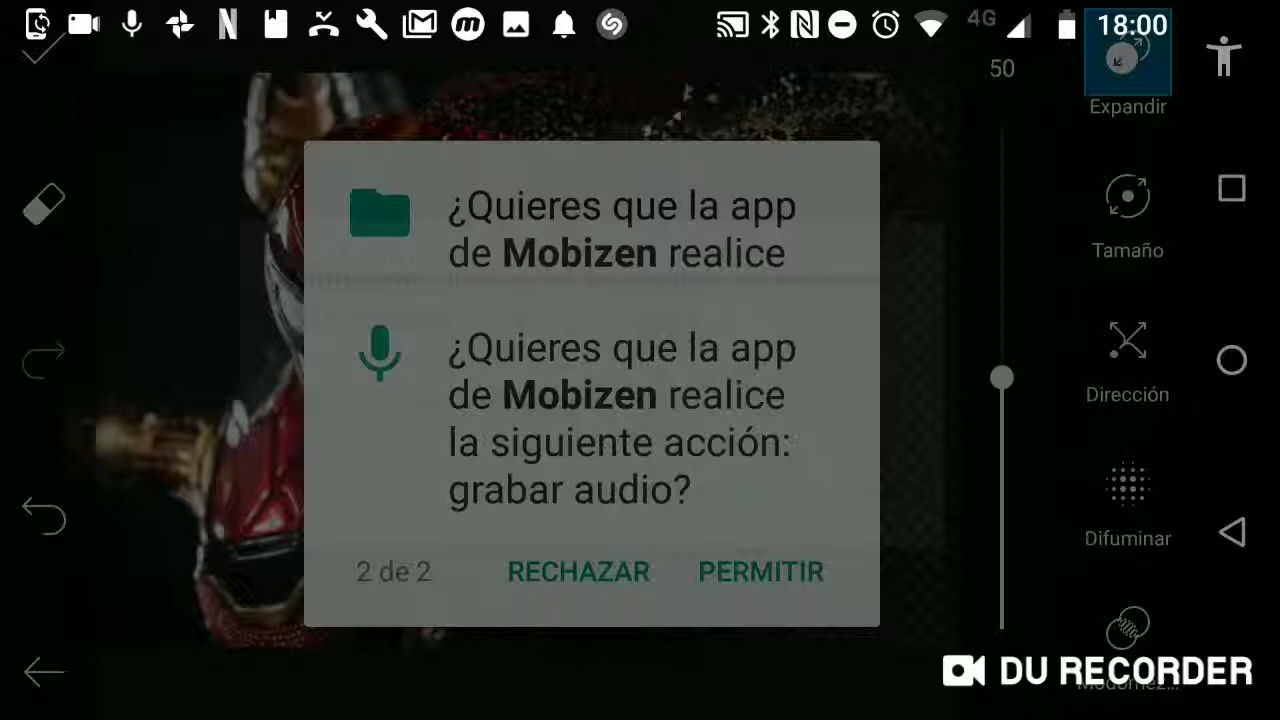 4G
18:00
50
Expandir
¿Quieres que la app
de Mobizen realice
Tamaño
¿Quieres que la app
de Mobizen realice
la siguiente acción:
grabar audio?
Dirección
Difuminar
2 de 2
RECHAZAR
PERMITIR
DU RECORDER